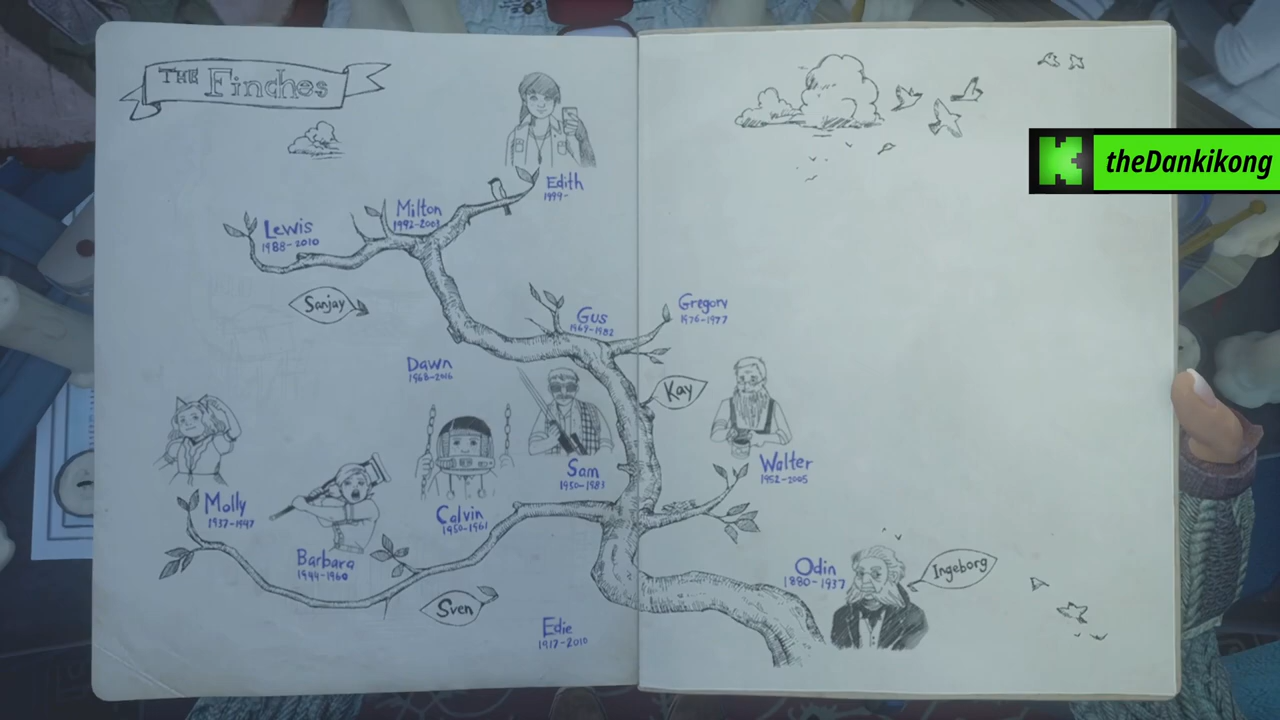 THE Finches
Edith
1999-
Milton
1992-2003
Lewis
1988-2010
Sanjay
Gus
1969-1982
Gregory
1976-1977
Dawn
1968-2016
Kay
Sam
1950-1983
Walter
1952-2005
Molly
1937-1947
Calvin
1950-1961
Barbara
1944-1960
Sven
Odin
1880-1937
Ingeborg
Edie
1917-2010
theDankikong